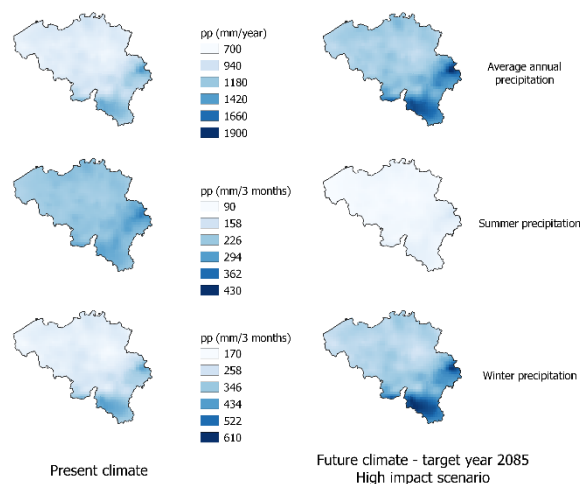 pp (mm/year)
700
940
1180
1420
1660
1900
Average annual
precipitation
pp (mm/3 months)
90
158
226
294
362
430
Summer precipitation
pp (mm/3 months)
170
258
346
434
522
610
Winter precipitation
Present climate
Future climate - target year 2085
High impact scenario